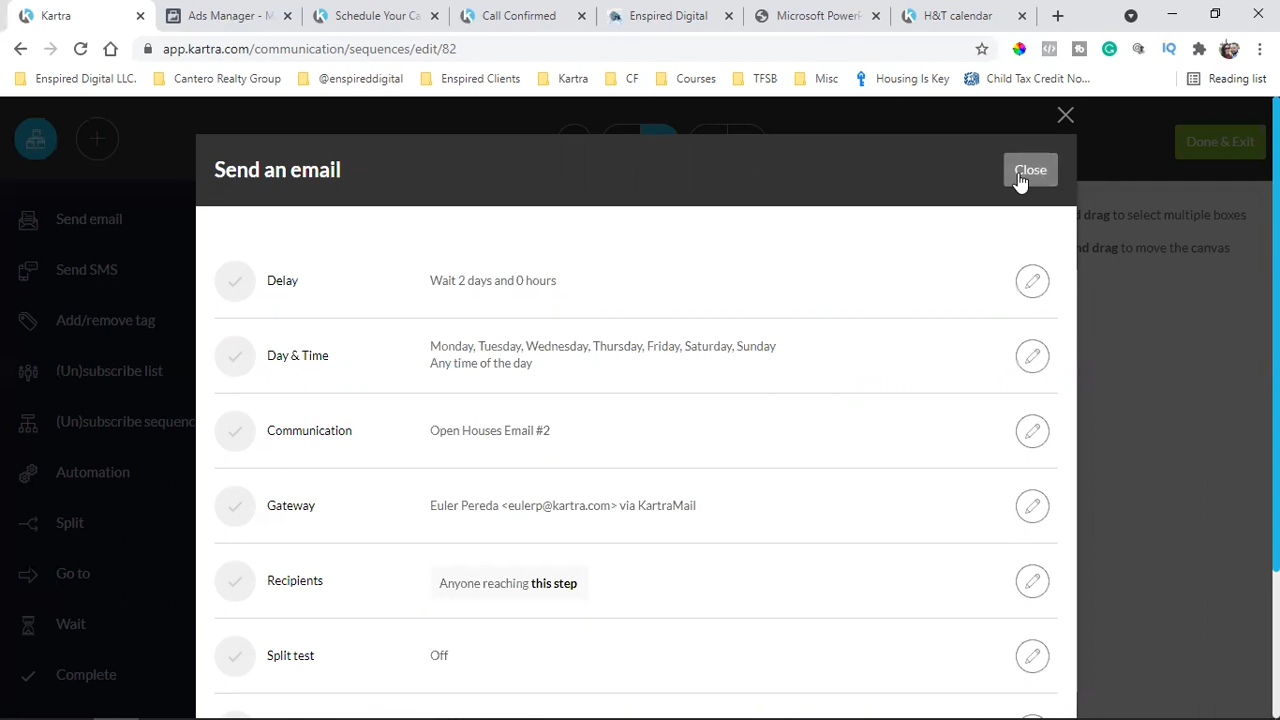 Kartra
Ads Manager - M
Schedule Your Ca
Call Confirmed
Enspired Digital
Microsoft Power
H&T calendar
app.kartra.com/communication/sequences/edit/82
Enspired Digital LLC.
Cantero Realty Group
@enspireddigital
Enspired Clients
Kartra
CF
Courses
TFSB
Misc
Housing Is Key
Child Tax Credit No...
Reading list
Done & Exit
Send an email
Close
Send email
Send SMS
Add/remove tag
(Un)subscribe list
(Un)subscribe sequenc
Automation
Split
Go to
Wait
Complete
d drag to select multiple boxes
nd drag to move the canvas
Delay
Wait 2 days and 0 hours
Day & Time
Monday, Tuesday, Wednesday, Thursday, Friday, Saturday, Sunday
Any time of the day
Communication
Open Houses Email #2
Gateway
Euler Pereda <eulerp@kartra.com> via KartraMail
Recipients
Anyone reaching this step
Split test
Off